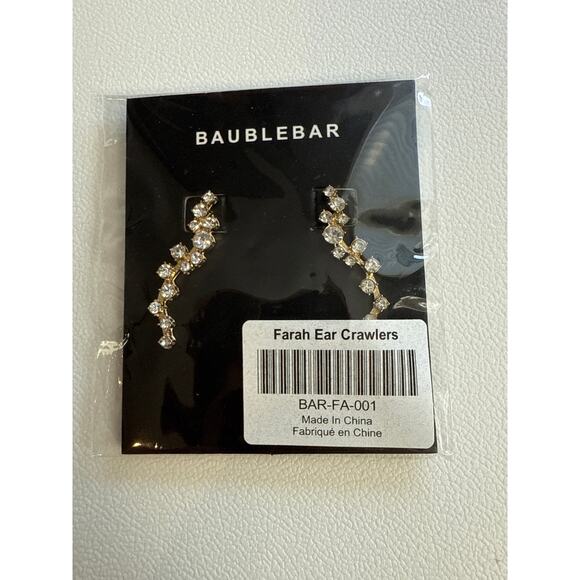 BAUBLEBAR
Farah Ear Crawlers
BAR-FA-001
Made In China
Fabriqué en Chine